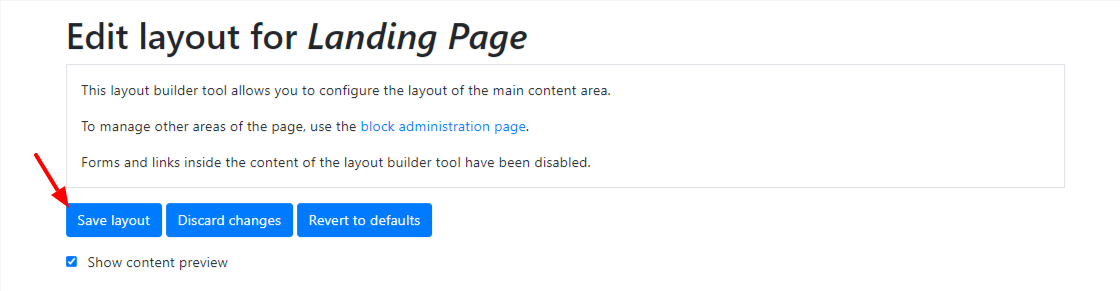 Edit layout for Landing Page
This layout builder tool allows you to configure the layout of the main content area.
To manage other areas of the page, use the block administration page.
Forms and links inside the content of the layout builder tool have been disabled.
Save layout Discard changes Revert to defaults
Show content preview